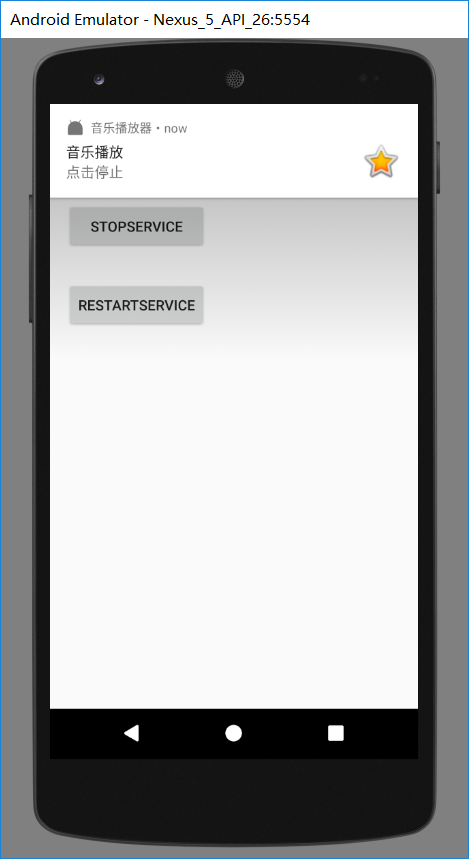 Android Emulator - Nexus_5_API_26:5554
音乐播放器 • now
音乐播放
点击停止
STOPSERVICE
RESTARTSERVICE